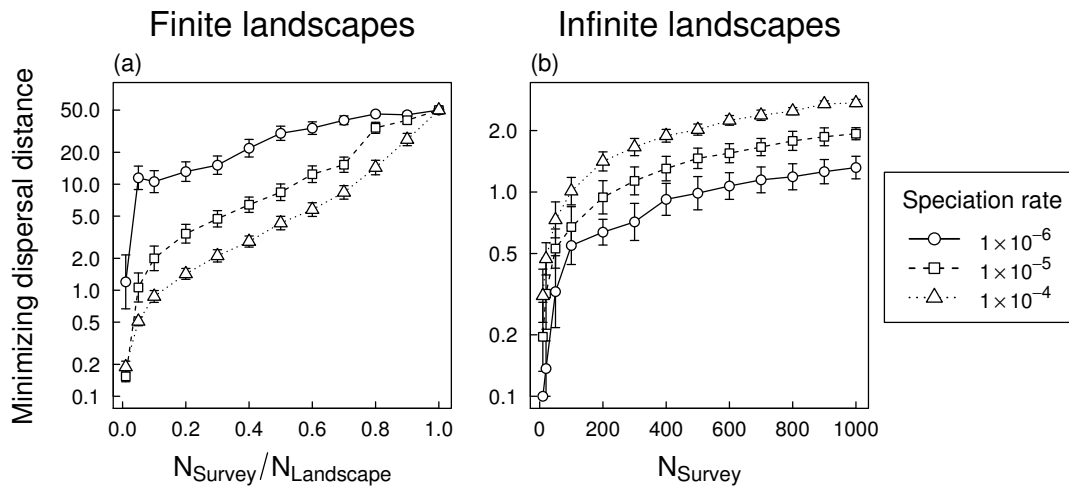 Finite landscapes
Infinite landscapes
(a)
(b)
Minimizing dispersal distance
50.0
20.0
10.0
5.0
2.0
1.0
0.5
0.2
0.1
0.0 0.2 0.4 0.6 0.8 1.0
N_Survey/N_Landscape
2.0
1.0
0.5
0.2
0.1
0 200 400 600 800 1000
N_Survey
Speciation rate
1×10⁻⁶
1×10⁻⁵
1×10⁻⁴